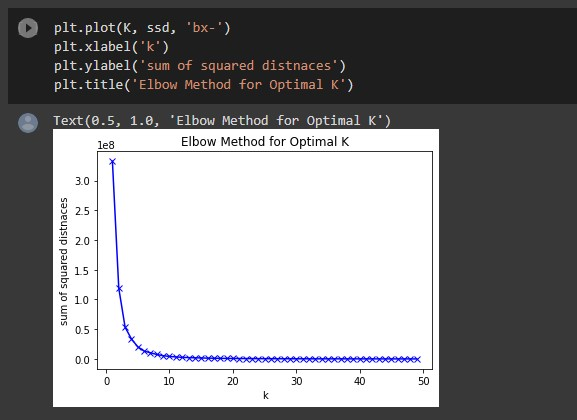 plt.plot(K, ssd, 'bx-')
plt.xlabel('k')
plt.ylabel('sum of squared distnaces')
plt.title('Elbow Method for Optimal K')
Text(0.5, 1.0, 'Elbow Method for Optimal K')
Elbow Method for Optimal K
1e8
3.0
2.5
2.0
1.5
1.0
0.5
0.0
sum of squared distnaces
0 10 20 30 40 50
k